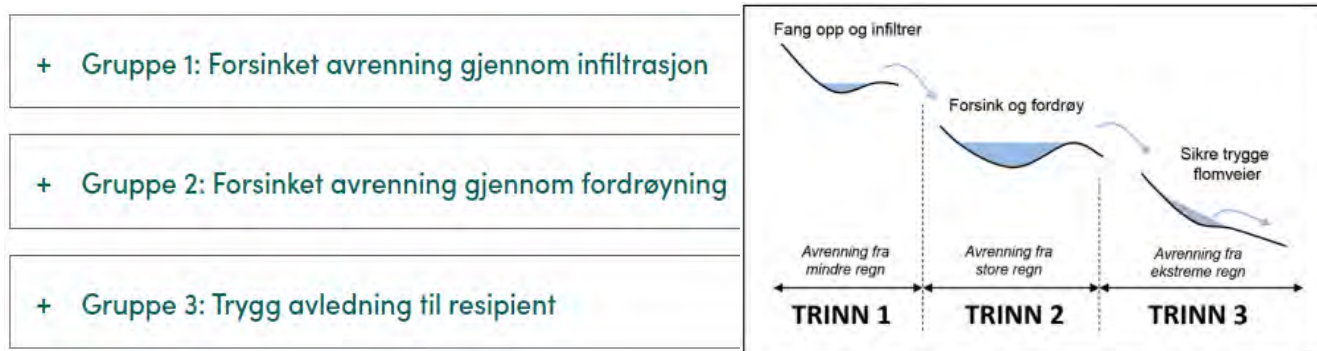 + Gruppe 1: Forsinket avrenning gjennom infiltrasjon
+ Gruppe 2: Forsinket avrenning gjennom fordrøyning
+ Gruppe 3: Trygg avledning til resipient
Fang opp og infiltrer
Forsink og fordrøy
Sikre trygge
flomveier
Avrenning fra
mindre regn
Avrenning fra
store regn
Avrenning fra
ekstreme regn
TRINN 1
TRINN 2
TRINN 3